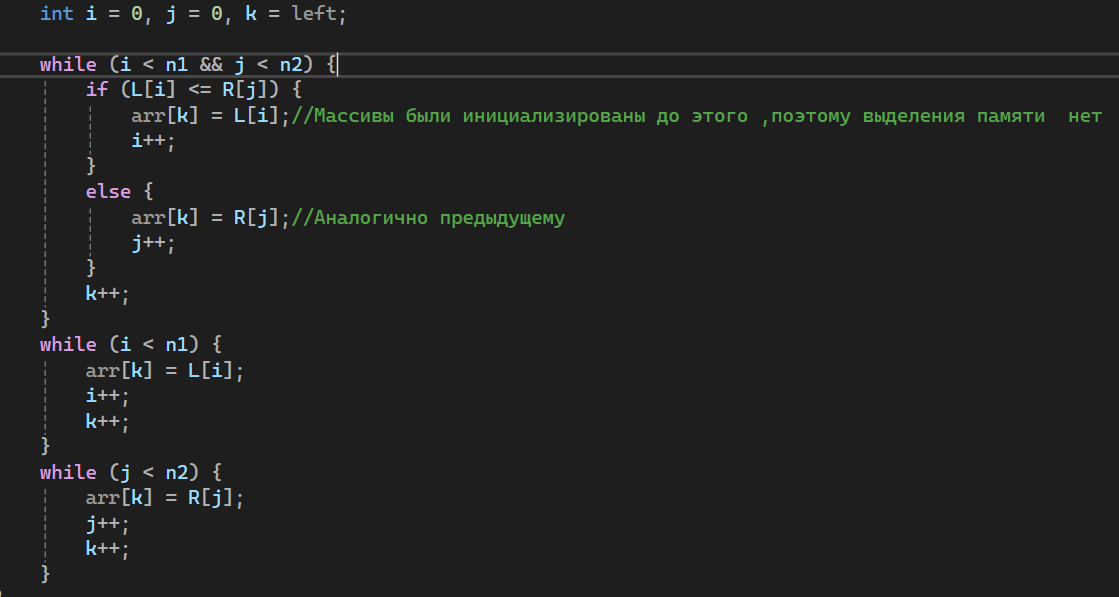 int i = 0, j = 0, k = left;
while (i < n1 && j < n2) {
if (L[i] <= R[j]) {
arr[k] = L[i];//Массивы были инициализированы до этого ,поэтому выделения памяти  нет
i++;
}
else {
arr[k] = R[j];//Аналогично предыдущему
j++;
}
k++;
}
while (i < n1) {
arr[k] = L[i];
i++;
k++;
}
while (j < n2) {
arr[k] = R[j];
j++;
k++;
}